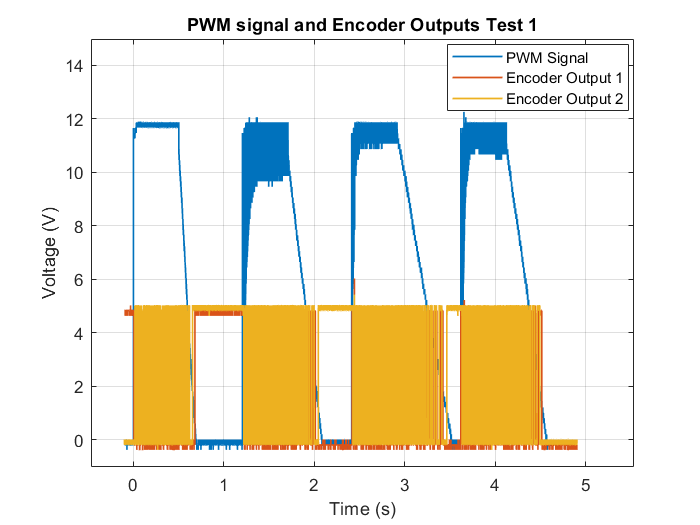 PWM signal and Encoder Outputs Test 1
PWM Signal
Encoder Output 1
Encoder Output 2
Voltage (V)
14
12
10
8
6
4
2
0
0 1 2 3 4 5
Time (s)